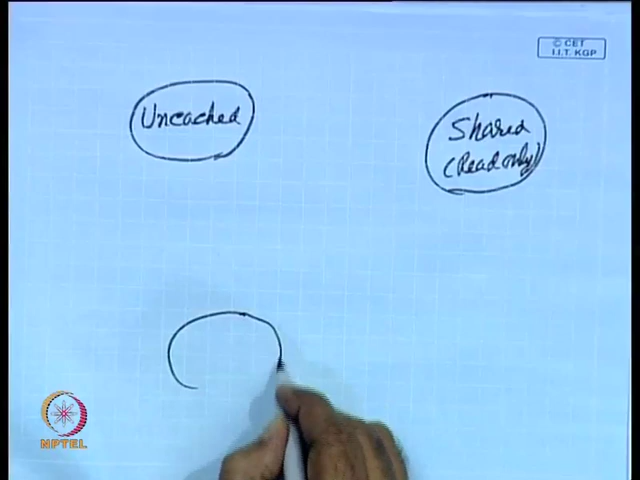 © CET
I.I.T. KGP
Uncached
Shared
(Read only)
NPTEL